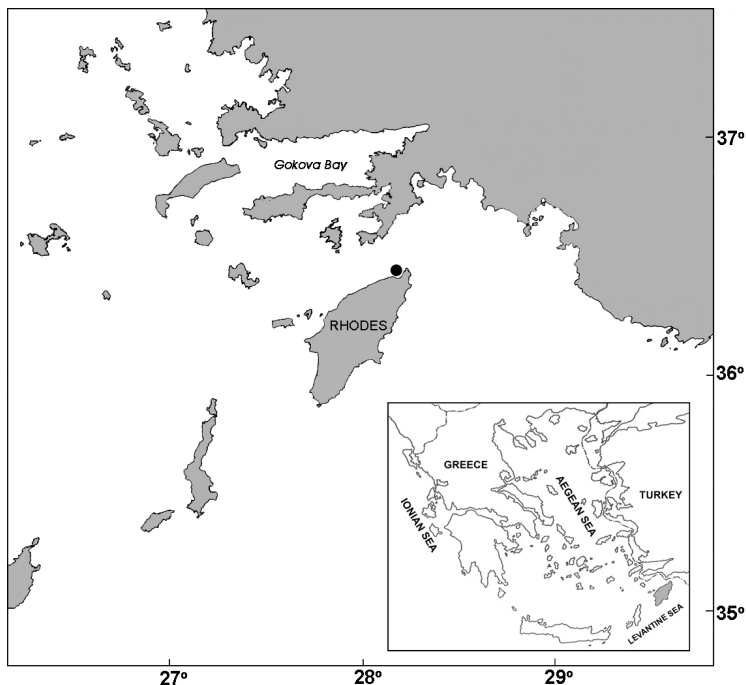 37º
Gokova Bay
RHODES
36º
GREECE
AEGEAN SEA
TURKEY
IONIAN SEA
LEVANTINE SEA
35º
27º
28º
29º